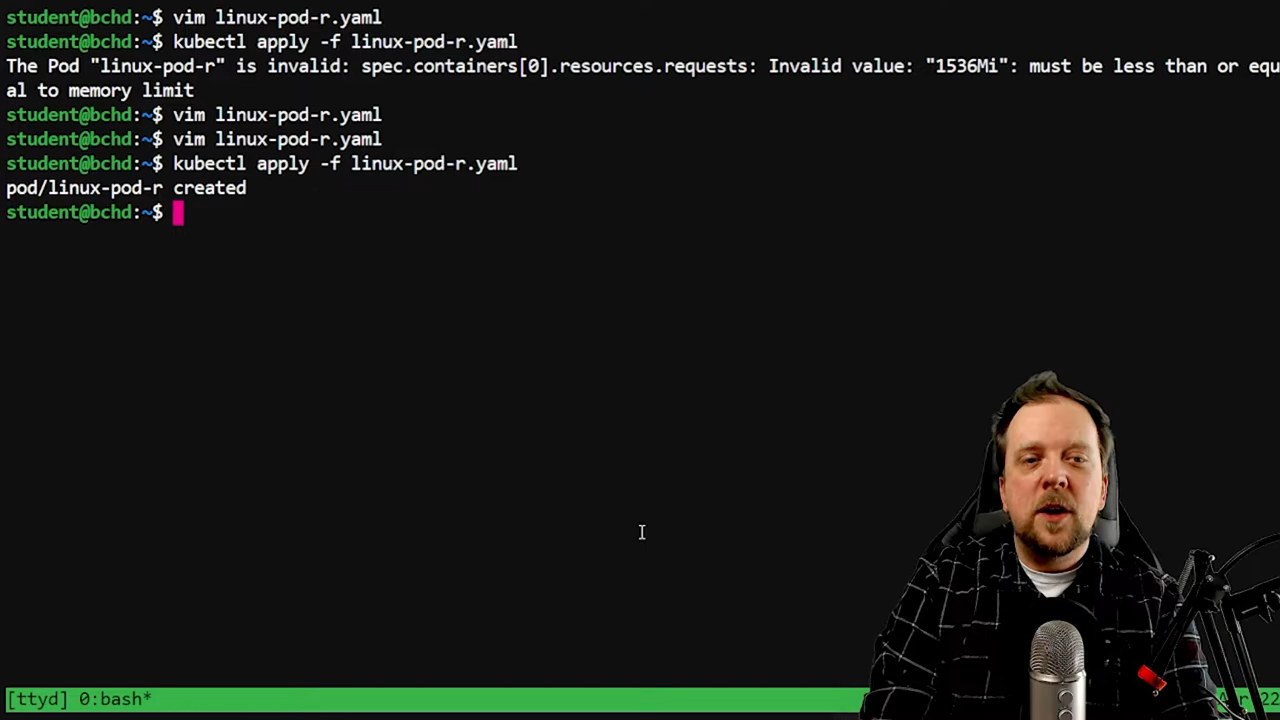 student@bchd:~$ vim linux-pod-r.yaml
student@bchd:~$ kubectl apply -f linux-pod-r.yaml
The Pod "linux-pod-r" is invalid: spec.containers[0].resources.requests: Invalid value: "1536Mi": must be less than or equ
al to memory limit
student@bchd:~$ vim linux-pod-r.yaml
student@bchd:~$ vim linux-pod-r.yaml
student@bchd:~$ kubectl apply -f linux-pod-r.yaml
pod/linux-pod-r created
student@bchd:~$
[ttyd] 0:bash*